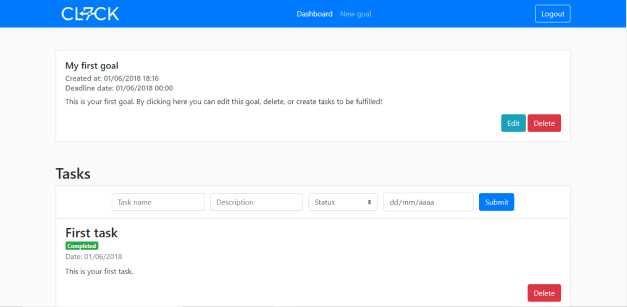 CL7CK
Dashboard New goal Logout
My first goal
Created at: 01/06/2018 18:16
Deadline date: 01/06/2018 00:00
This is your first goal. By clicking here you can edit this goal, delete, or create tasks to be fulfilled!
Edit Delete
Tasks
Task name Description Status dd/mm/aaaa Submit
First task
Completed
Date: 01/06/2018
This is your first task.
Delete